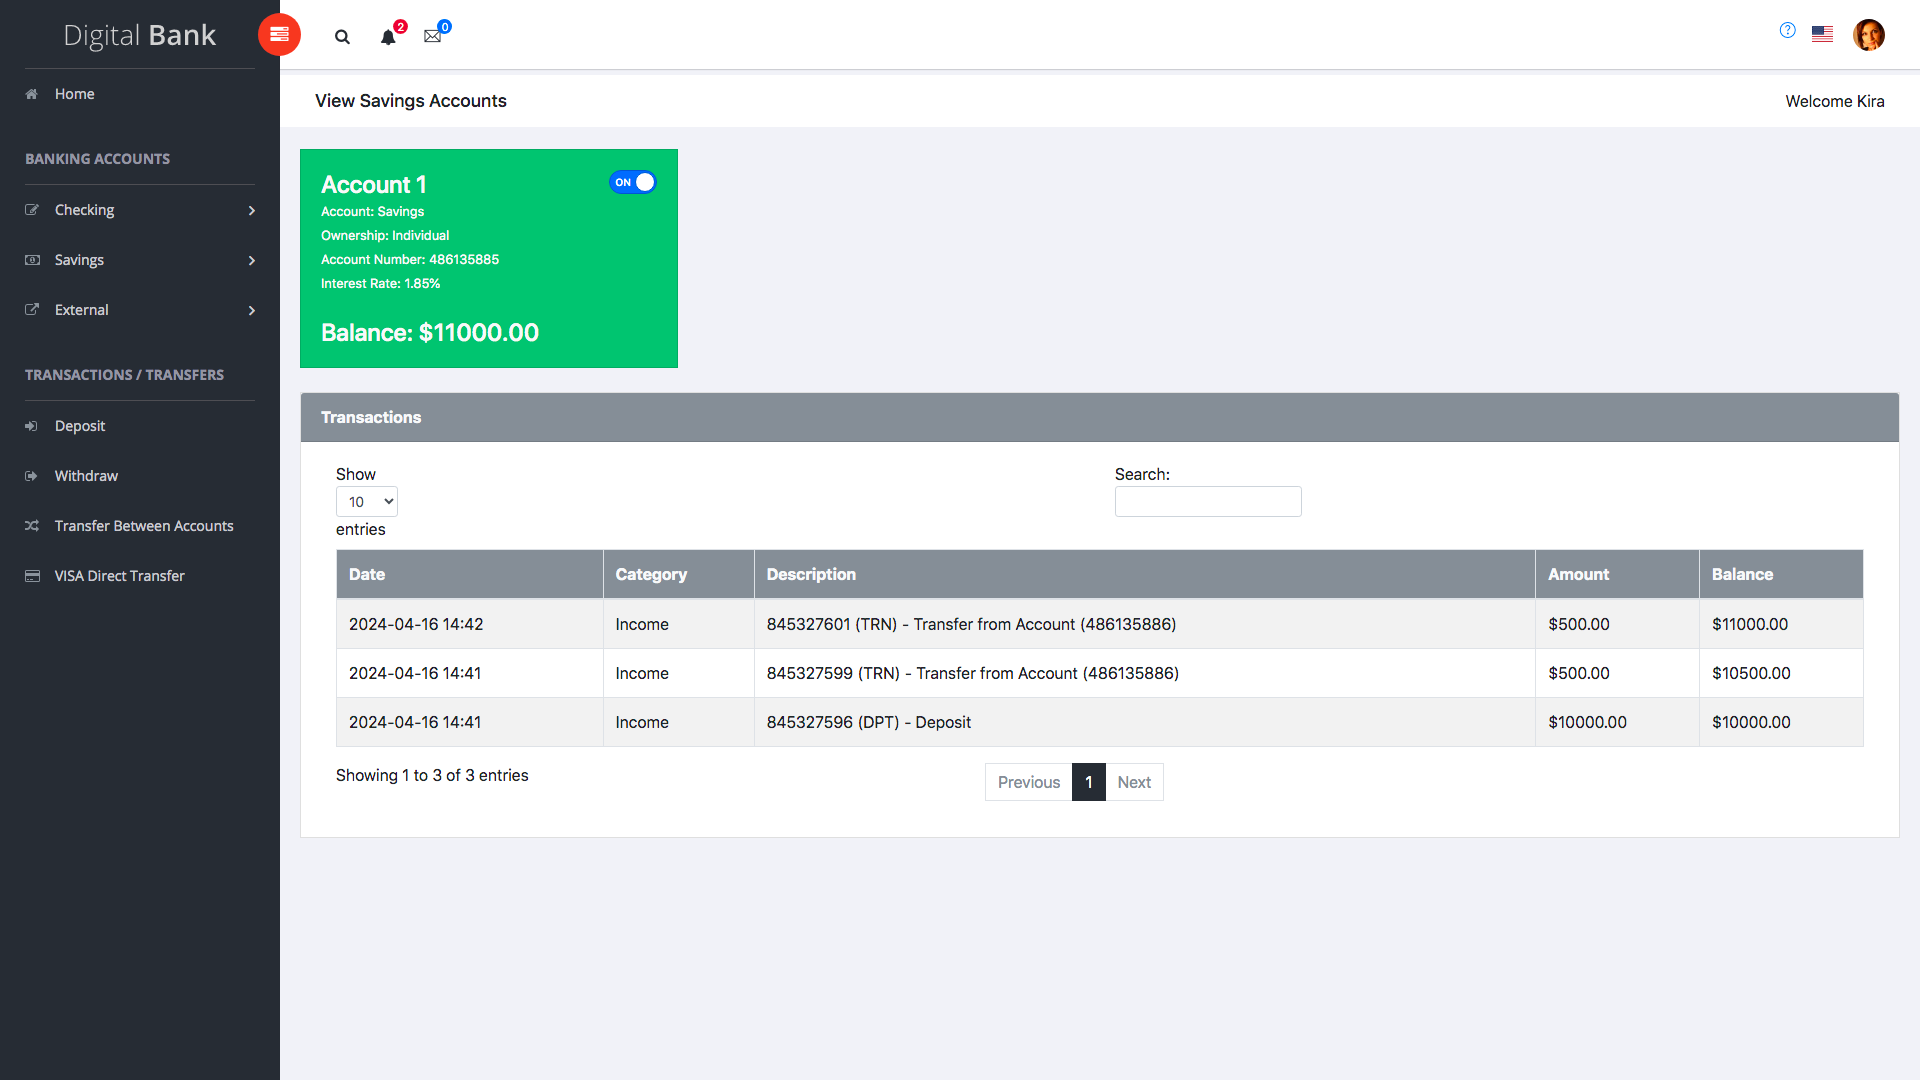 Digital Bank
2
0
Home
View Savings Accounts
Welcome Kira
BANKING ACCOUNTS
Checking
Savings
External
TRANSACTIONS / TRANSFERS
Deposit
Withdraw
Transfer Between Accounts
VISA Direct Transfer
Account 1
ON
Account: Savings
Ownership: Individual
Account Number: 486135885
Interest Rate: 1.85%
Balance: $11000.00
Transactions
Show
10
entries
Search:
Date Category Description Amount Balance
2024-04-16 14:42 Income 845327601 (TRN) - Transfer from Account (486135886) $500.00 $11000.00
2024-04-16 14:41 Income 845327599 (TRN) - Transfer from Account (486135886) $500.00 $10500.00
2024-04-16 14:41 Income 845327596 (DPT) - Deposit $10000.00 $10000.00
Showing 1 to 3 of 3 entries
Previous 1 Next